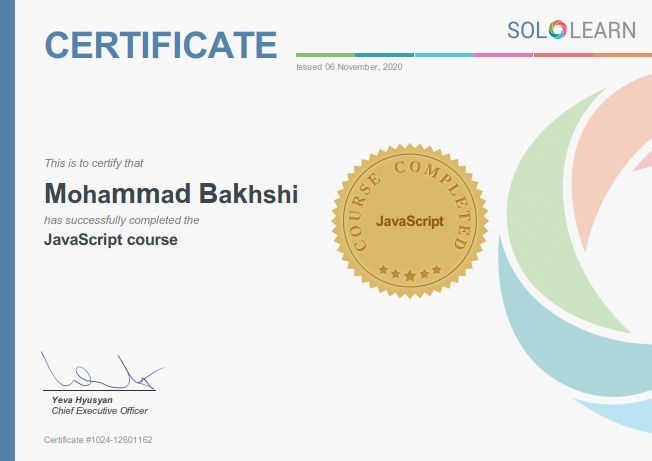 CERTIFICATE
SOLOLEARN
Issued 06 November, 2020
This is to certify that
Mohammad Bakhshi
has successfully completed the
JavaScript course
COURSE COMPLETED
JavaScript
Yeva Hyusyan
Chief Executive Officer
Certificate #1024-12601162